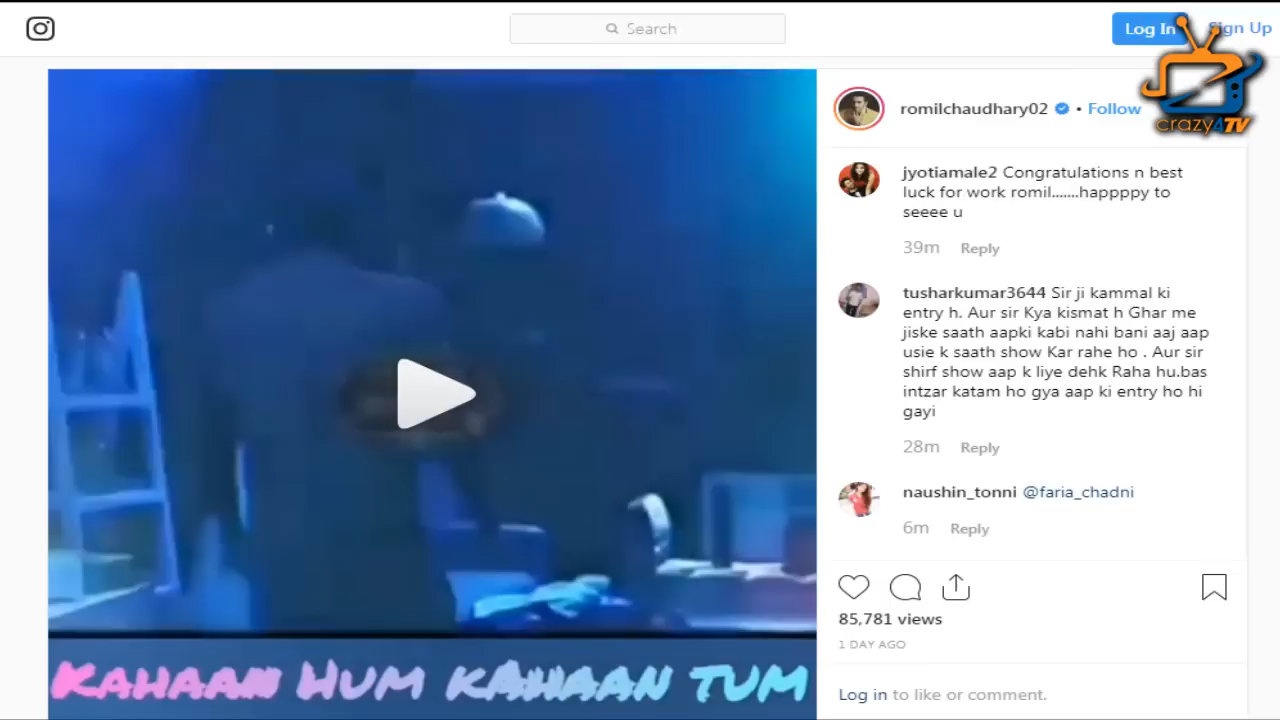 Search
Log In
Sign Up
crazy4TV
romilchaudhary02 • Follow
jyotiamale2 Congratulations n best
luck for work romil.......happppy to
seeee u
39m Reply
tusharkumar3644 Sir ji kammal ki
entry h. Aur sir Kya kismat h Ghar me
jiske saath aapki kabi nahi bani aaj aap
usie k saath show Kar rahe ho . Aur sir
shirf show aap k liye dehk Raha hu.bas
intzar katam ho gya aap ki entry ho hi
gayi
28m Reply
naushin_tonni @faria_chadni
6m Reply
85,781 views
1 DAY AGO
Log in to like or comment.
KAHAAN HUM KAHAAN TUM